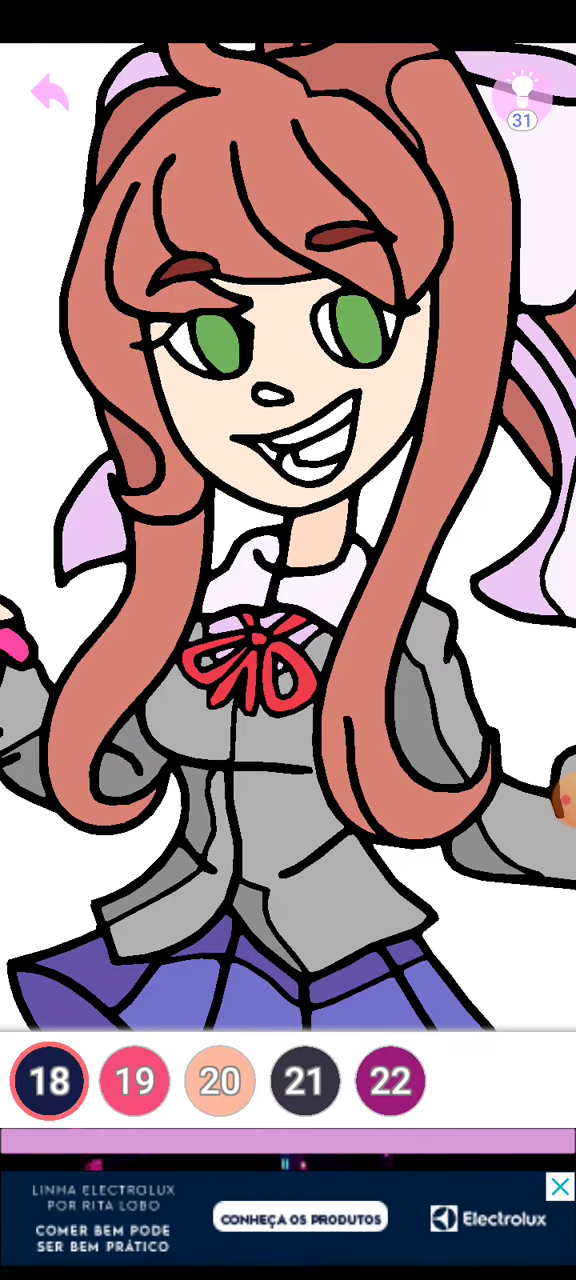 31
18 19 20 21 22
LINHA ELECTROLUX
POR RITA LOBO
COMER BEM PODE
SER BEM PRÁTICO
CONHEÇA OS PRODUTOS
Electrolux